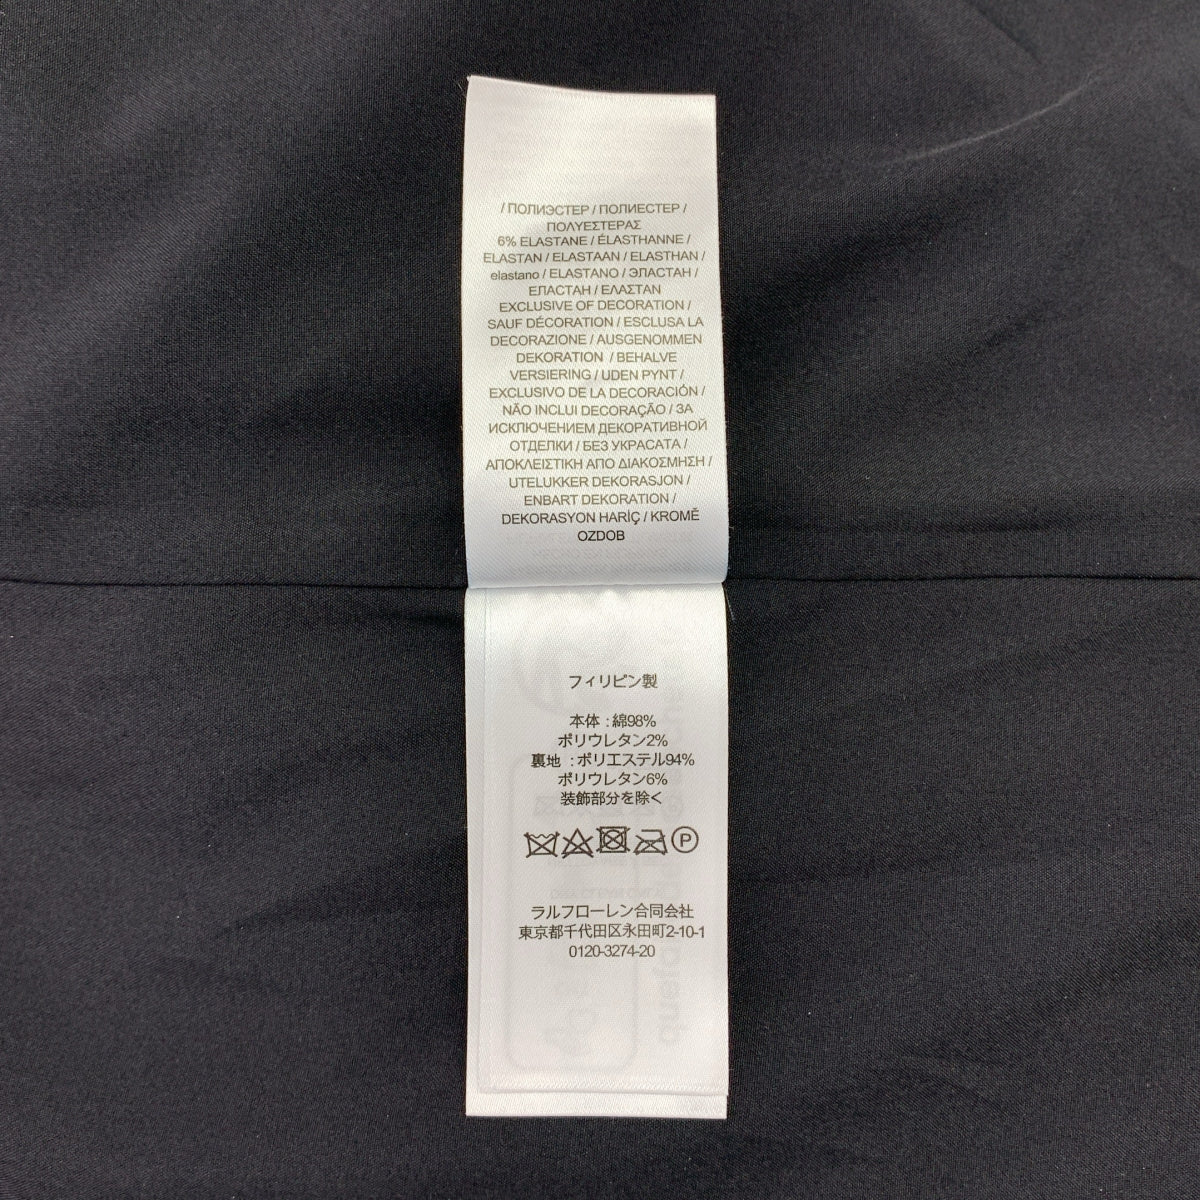 / ПОЛИЭСТЕР / ПОЛИЕСТЕР /
ΠΟΛΥΕΣΤΕΡΑΣ
6% ELASTANE / ÉLASTHANNE /
ELASTAN / ELASTAAN / ELASTHAN /
elastano / ELASTANO / ЭЛАСТАН /
ЕЛАСТАН / ΕΛΑΣΤΑΝ
EXCLUSIVE OF DECORATION /
SAUF DÉCORATION / ESCLUSA LA
DECORAZIONE / AUSGENOMMEN
DEKORATION / BEHALVE
VERSIERING / UDEN PYNT /
EXCLUSIVO DE LA DECORACIÓN /
NÃO INCLUI DECORAÇÃO / ЗА
ИСКЛЮЧЕНИЕМ ДЕКОРАТИВНОЙ
ОТДЕЛКИ / БЕЗ УКРАСАТА /
ΑΠΟΚΛΕΙΣΤΙΚΗ ΑΠΟ ΔΙΑΚΟΣΜΗΣΗ /
UTELUKKER DEKORASJON /
ENBART DEKORATION /
DEKORASYON HARİÇ / KROMĚ
OZDOB
フィリピン製
本体 : 綿98%
ポリウレタン2%
裏地 : ポリエステル94%
ポリウレタン6%
装飾部分を除く
P
ラルフローレン合同会社
東京都千代田区永田町2-10-1
0120-3274-20